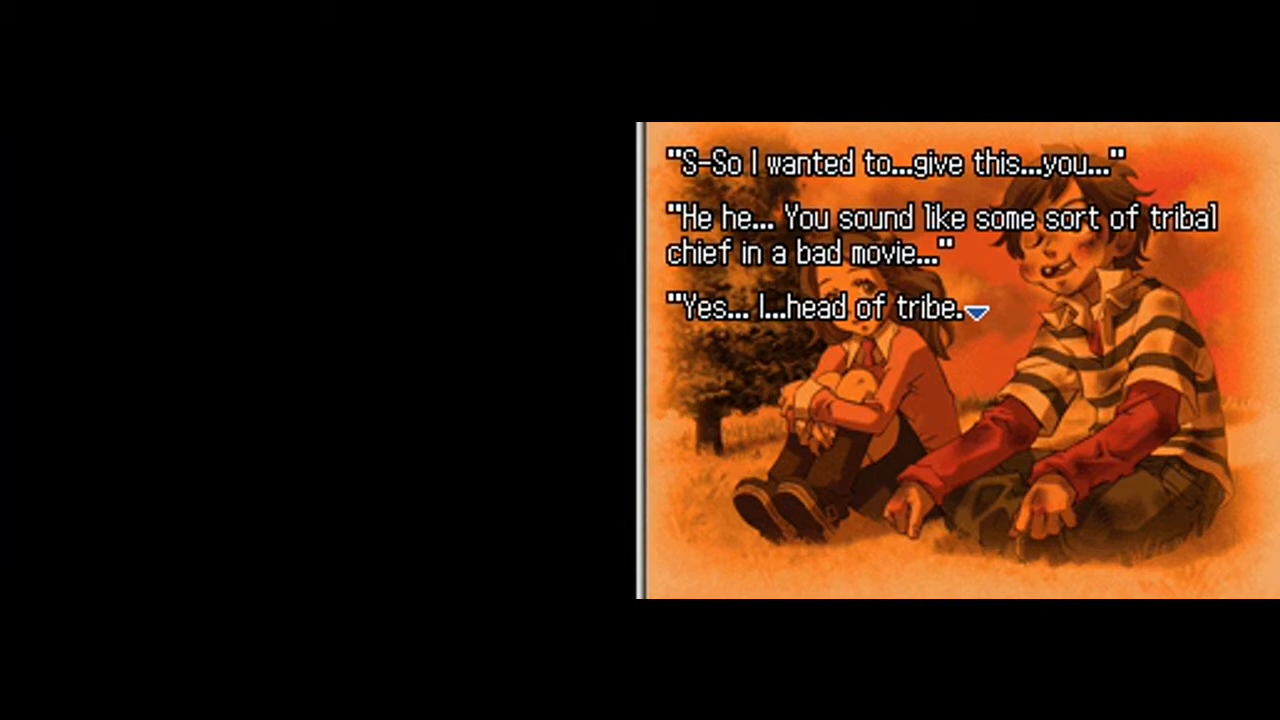 "S-So I wanted to...give this...you..."
"He he... You sound like some sort of tribal
chief in a bad movie..."
"Yes... I...head of tribe.